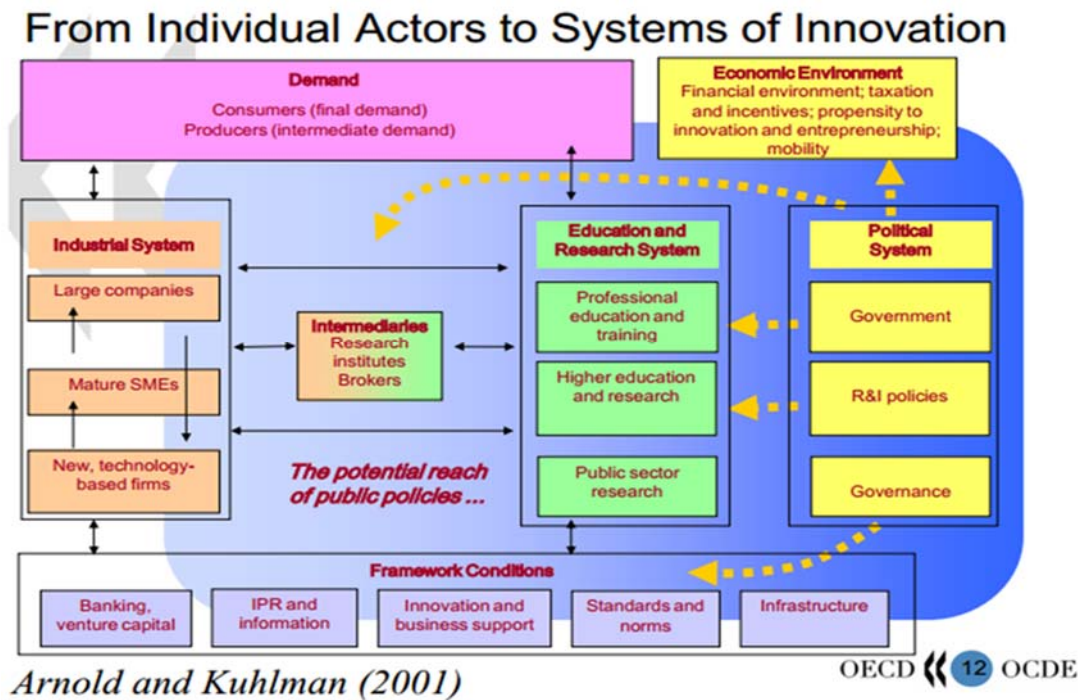 From Individual Actors to Systems of Innovation
Demand
Consumers (final demand)
Producers (intermediate demand)
Economic Environment
Financial environment; taxation
and incentives; propensity to
innovation and entrepreneurship;
mobility
Industrial System
Large companies
Mature SMEs
New, technology-
based firms
Intermediaries
Research
institutes
Brokers
The potential reach
of public policies ...
Education and
Research System
Professional
education and
training
Higher education
and research
Public sector
research
Political
System
Government
R&I policies
Governance
Framework Conditions
Banking,
venture capital
IPR and
information
Innovation and
business support
Standards and
norms
Infrastructure
Arnold and Kuhlman (2001)
OECD 12 OCDE